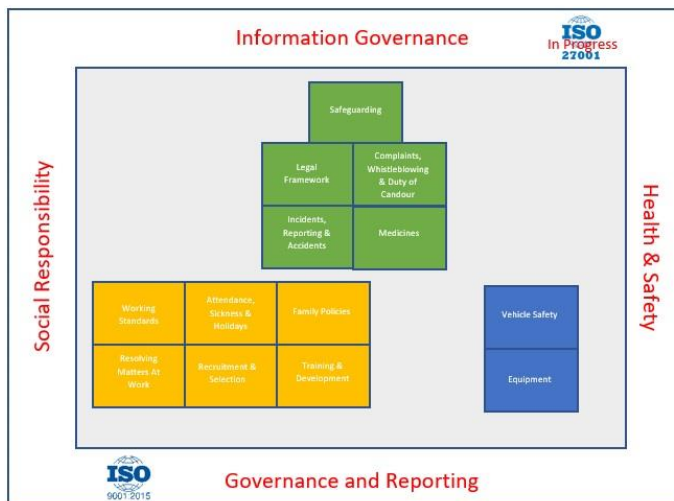 Information Governance
ISO
In Progress
27001
Social Responsibility
Health & Safety
Safeguarding
Legal
Framework
Complaints,
Whistleblowing
& Duty of
Candour
Incidents,
Reporting &
Accidents
Medicines
Working
Standards
Attendance,
Sickness &
Holidays
Family Policies
Resolving
Matters At
Work
Recruitment &
Selection
Training &
Development
Vehicle Safety
Equipment
ISO
9001:2015
Governance and Reporting